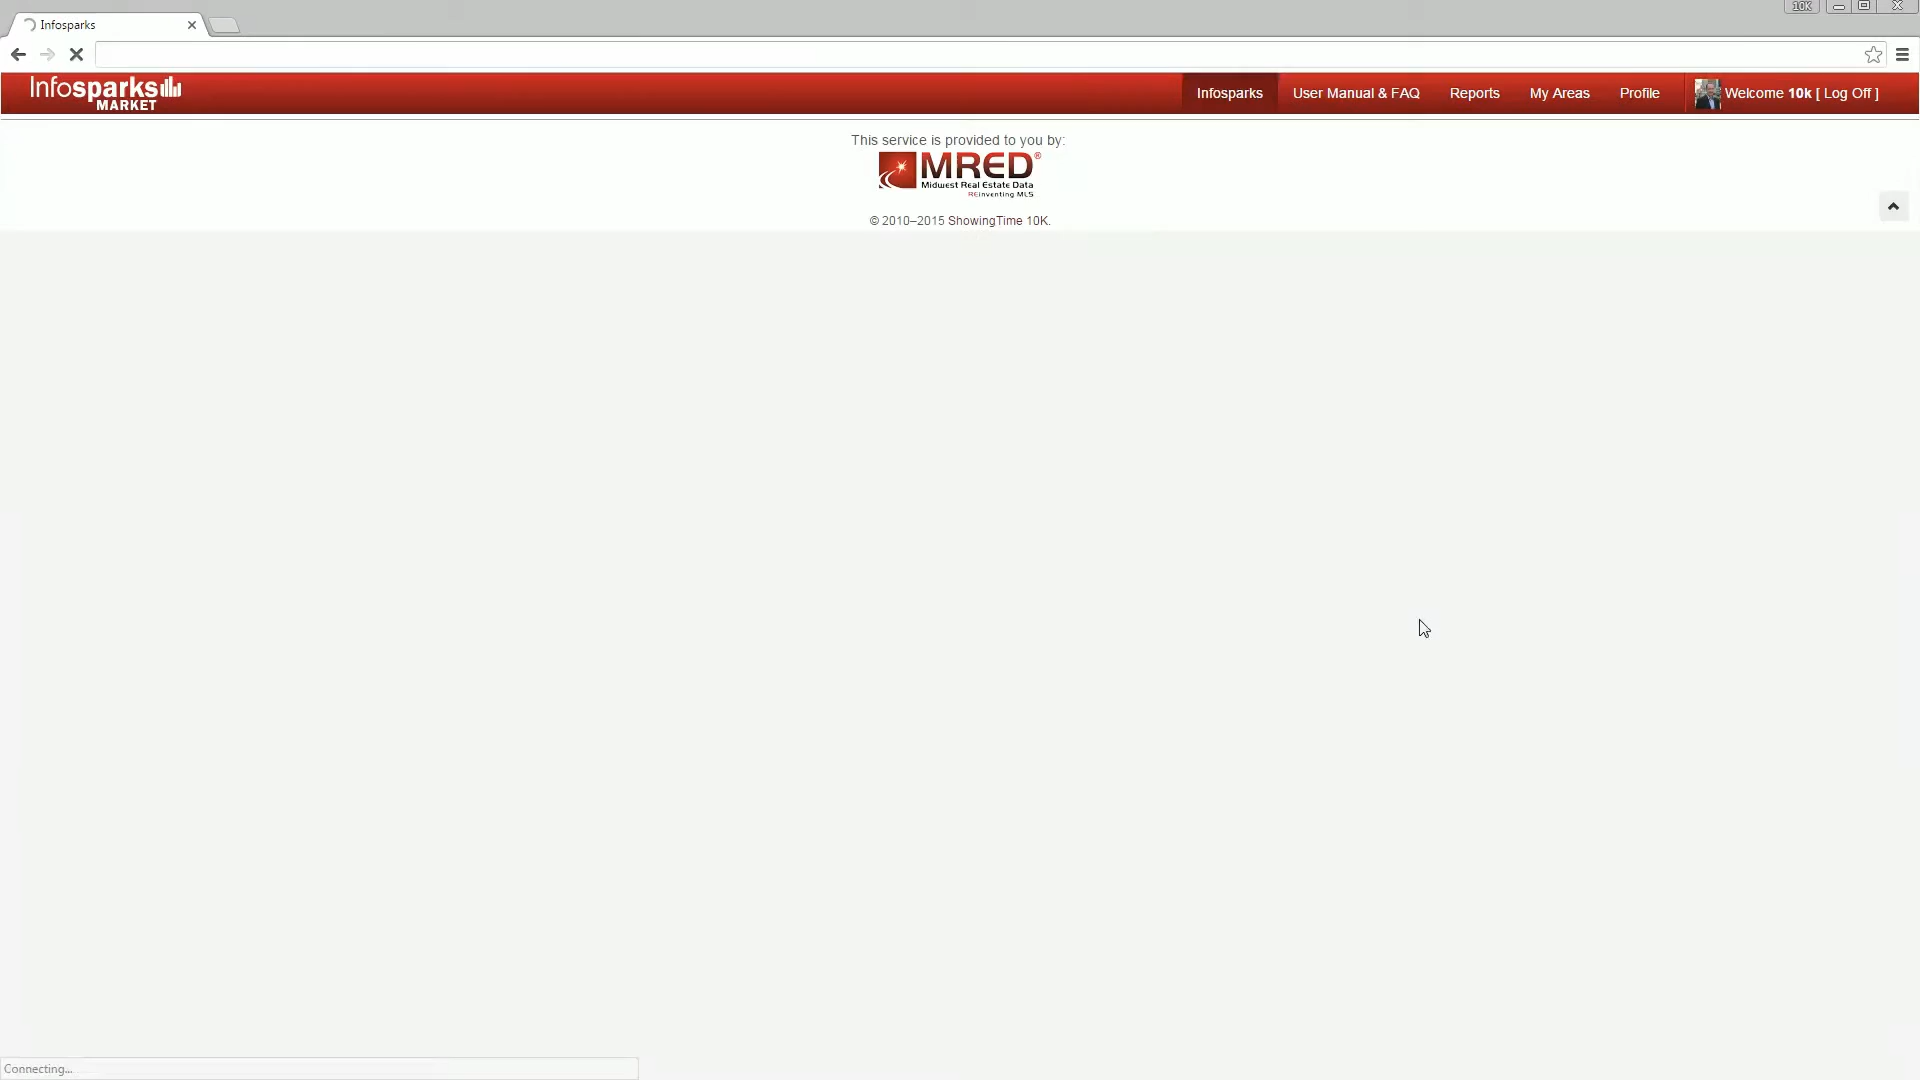 10K
Infosparks
Infosparks
MARKET
Infosparks
User Manual & FAQ
Reports
My Areas
Profile
Welcome 10k [ Log Off ]
This service is provided to you by:
MRED®
Midwest Real Estate Data
REinventing MLS
© 2010–2015 ShowingTime 10K.
Connecting...